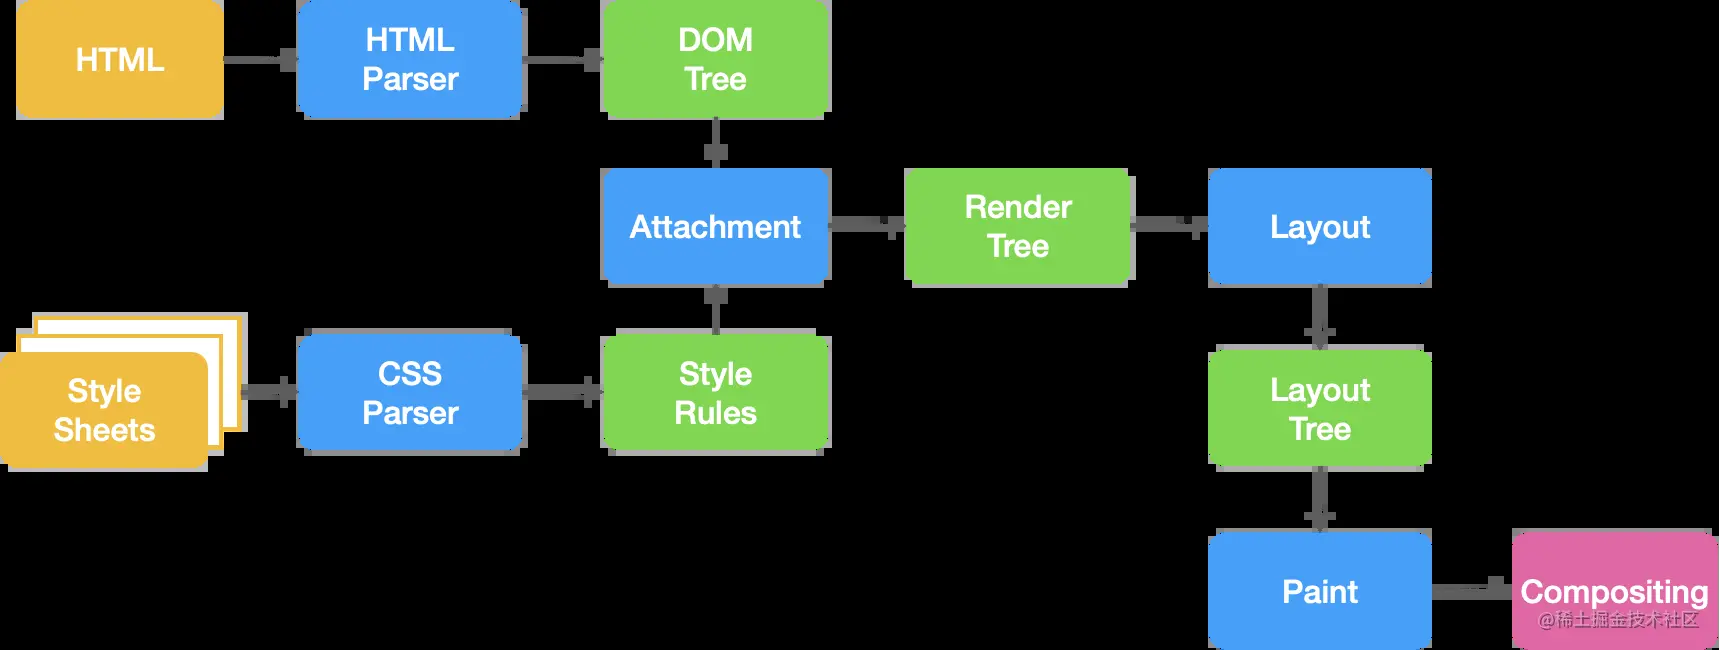 HTML
HTML
Parser
DOM
Tree
Attachment
Render
Tree
Layout
Style
Sheets
CSS
Parser
Style
Rules
Layout
Tree
Paint
Compositing
@稀土掘金技术社区